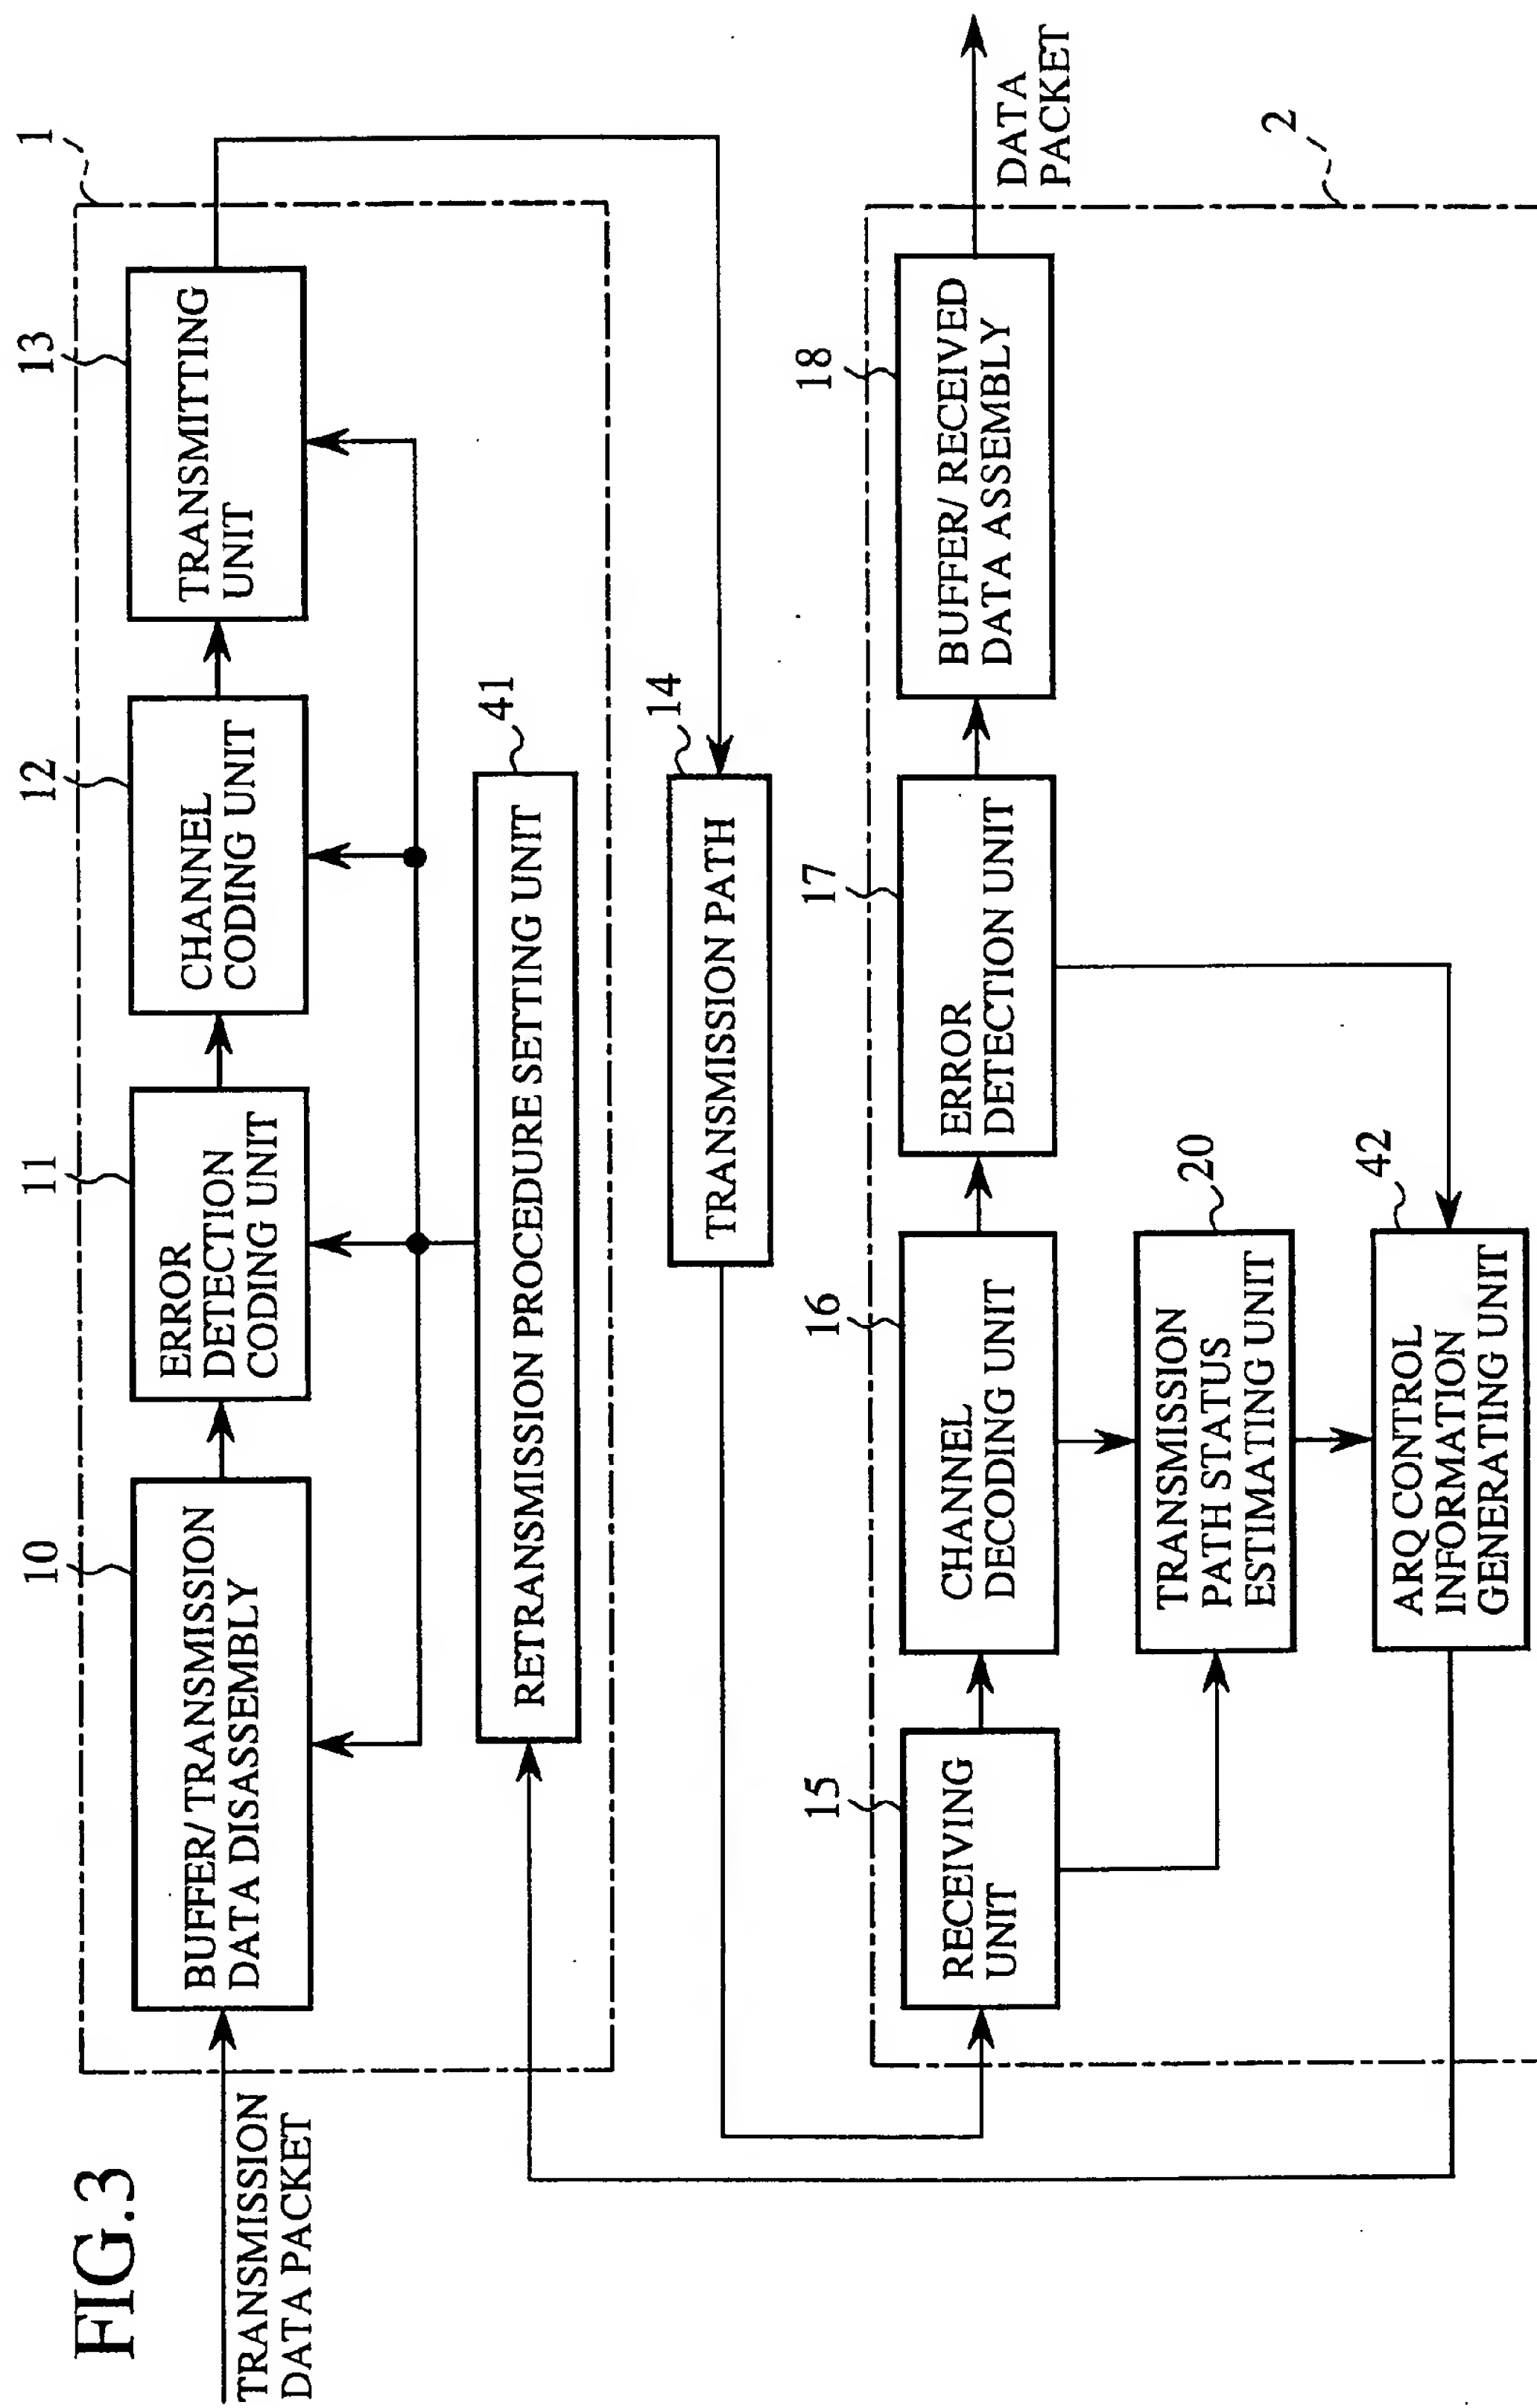 FIG.3
1
TRANSMISSION
DATA PACKET
10
BUFFER/ TRANSMISSION
DATA DISASSEMBLY
11
ERROR
DETECTION
CODING UNIT
12
CHANNEL
CODING UNIT
13
TRANSMITTING
UNIT
41
RETRANSMISSION PROCEDURE SETTING UNIT
14
TRANSMISSION PATH
15
RECEIVING
UNIT
16
CHANNEL
DECODING UNIT
17
ERROR
DETECTION UNIT
18
BUFFER/ RECEIVED
DATA ASSEMBLY
DATA
PACKET
20
TRANSMISSION
PATH STATUS
ESTIMATING UNIT
2
42
ARQ CONTROL
INFORMATION
GENERATING UNIT